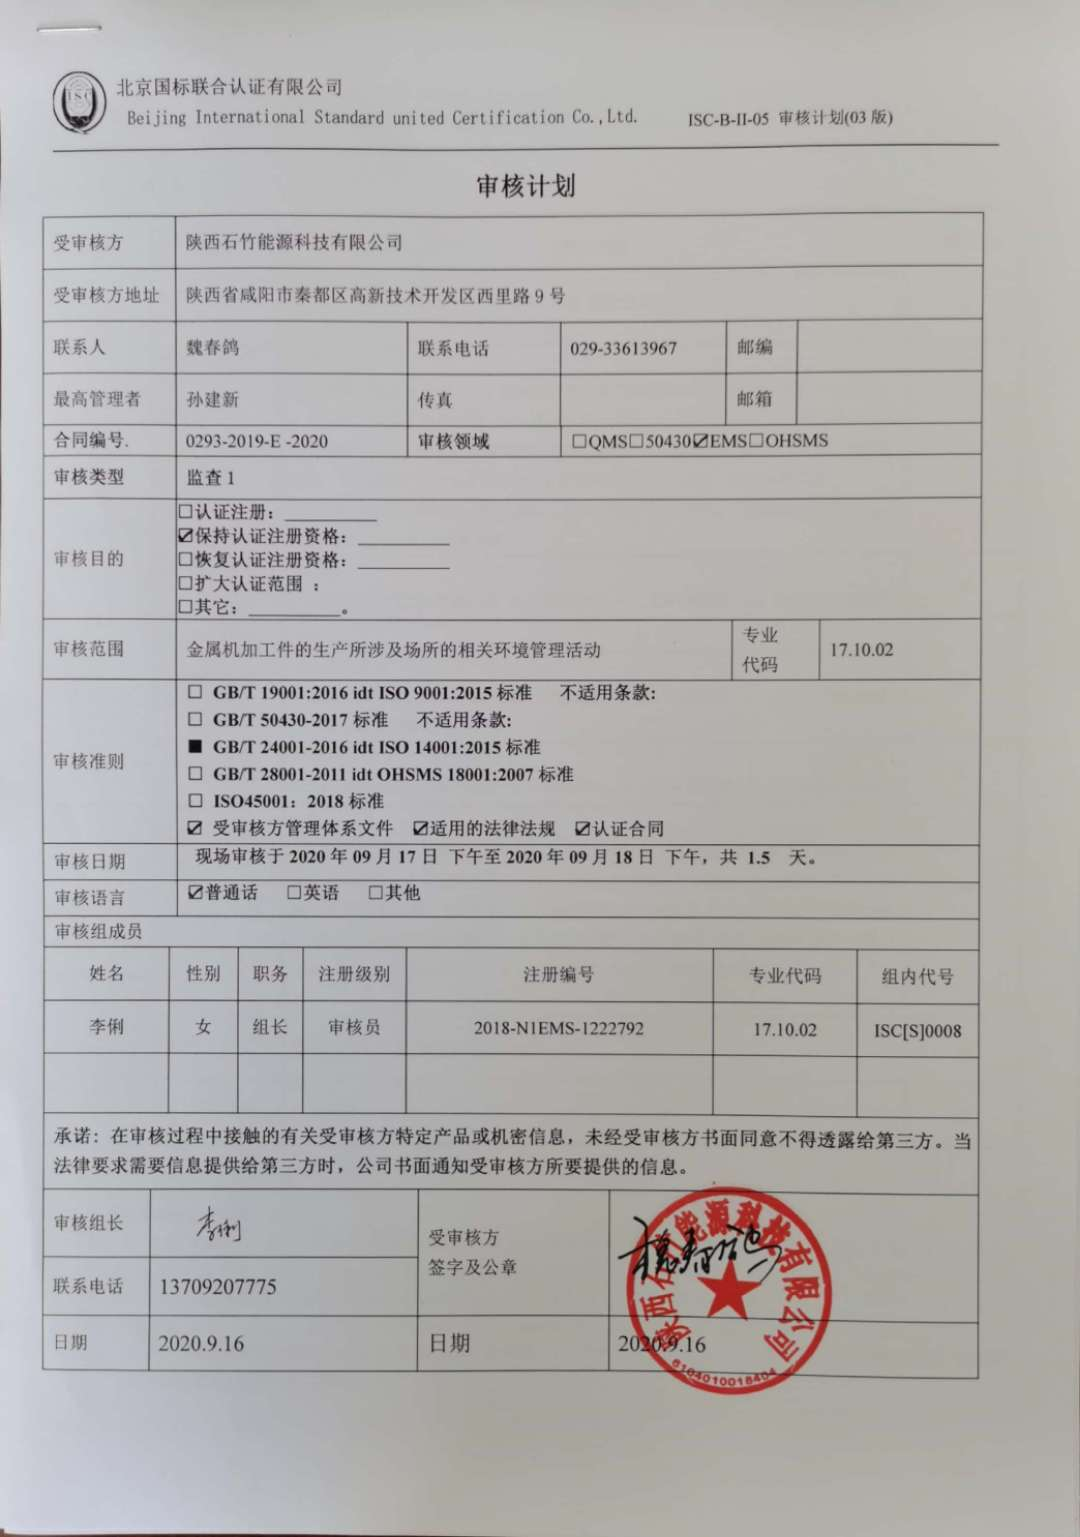 ISC
北京国标联合认证有限公司
Beijing International Standard united Certification Co.,Ltd.
ISC-B-II-05 审核计划(03 版)
审核计划
受审核方 陕西石竹能源科技有限公司
受审核方地址 陕西省咸阳市秦都区高新技术开发区西里路 9 号
联系人 魏春鸽 联系电话 029-33613967 邮编
最高管理者 孙建新 传真 邮箱
合同编号. 0293-2019-E -2020 审核领域 □QMS□50430☑EMS□OHSMS
审核类型 监查 1
审核目的
□认证注册：
☑保持认证注册资格：
□恢复认证注册资格：
□扩大认证范围 ：
□其它： 。
审核范围 金属机加工件的生产所涉及场所的相关环境管理活动 专业代码 17.10.02
审核准则
□ GB/T 19001:2016 idt ISO 9001:2015 标准 不适用条款:
□ GB/T 50430-2017 标准 不适用条款:
■ GB/T 24001-2016 idt ISO 14001:2015 标准
□ GB/T 28001-2011 idt OHSMS 18001:2007 标准
□ ISO45001：2018 标准
☑ 受审核方管理体系文件 ☑适用的法律法规 ☑认证合同
审核日期 现场审核于 2020 年 09 月 17 日 下午至 2020 年 09 月 18 日 下午，共 1.5 天。
审核语言 ☑普通话 □英语 □其他
审核组成员
姓名 性别 职务 注册级别 注册编号 专业代码 组内代号
李俐 女 组长 审核员 2018-N1EMS-1222792 17.10.02 ISC[S]0008
承诺：在审核过程中接触的有关受审核方特定产品或机密信息，未经受审核方书面同意不得透露给第三方。当
法律要求需要信息提供给第三方时，公司书面通知受审核方所要提供的信息。
审核组长 李俐
受审核方
签字及公章
魏春鸽
陕西石竹能源科技有限公司
6104010018404
联系电话 13709207775
日期 2020.9.16 日期 2020.9.16